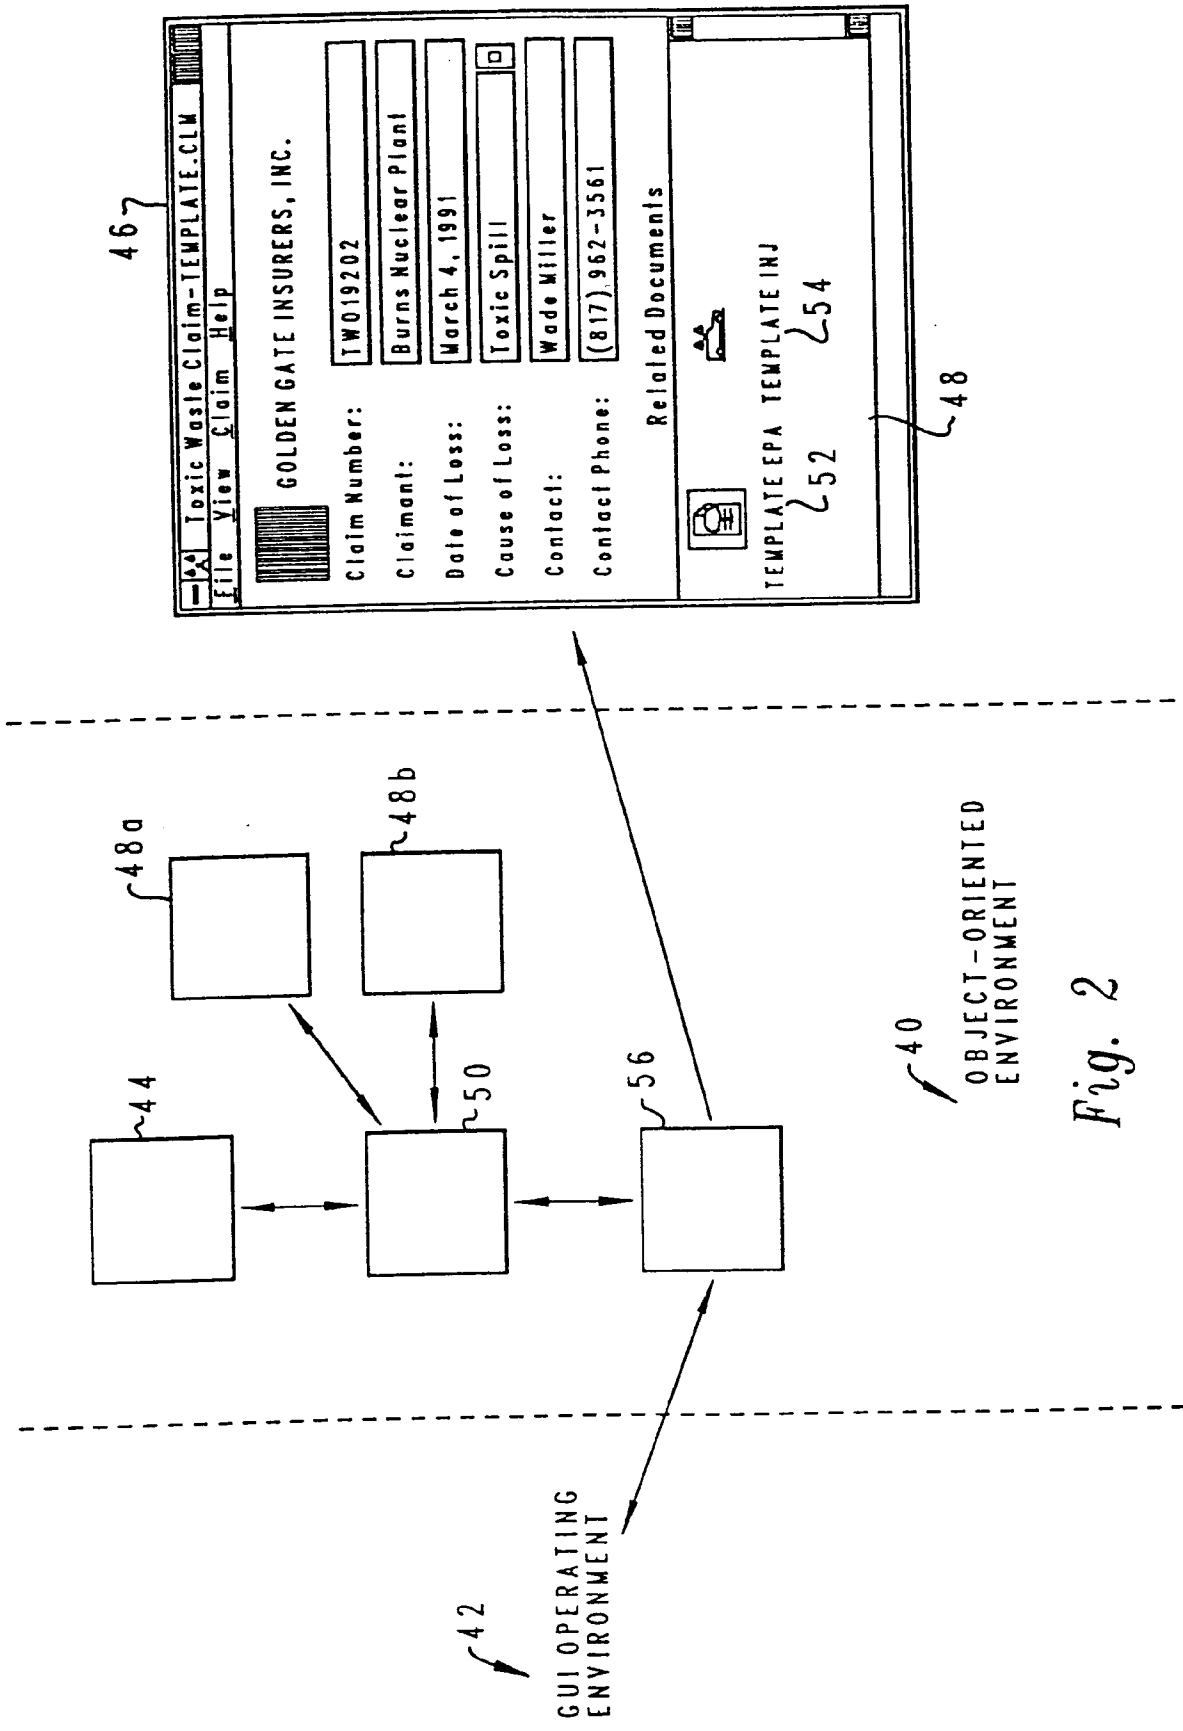 GUI OPERATING
ENVIRONMENT
42
44
50
56
48a
48b
40
OBJECT-ORIENTED
ENVIRONMENT
46
Toxic Waste Claim-TEMPLATE.CLM
File View Claim Help
GOLDEN GATE INSURERS, INC.
Claim Number: TW019202
Claimant: Burns Nuclear Plant
Date of Loss: March 4, 1991
Cause of Loss: Toxic Spill
Contact: Wade Miller
Contact Phone: (817) 962-3561
Related Documents
TEMPLATE EPA TEMPLATE INJ
52
54
48
Fig. 2